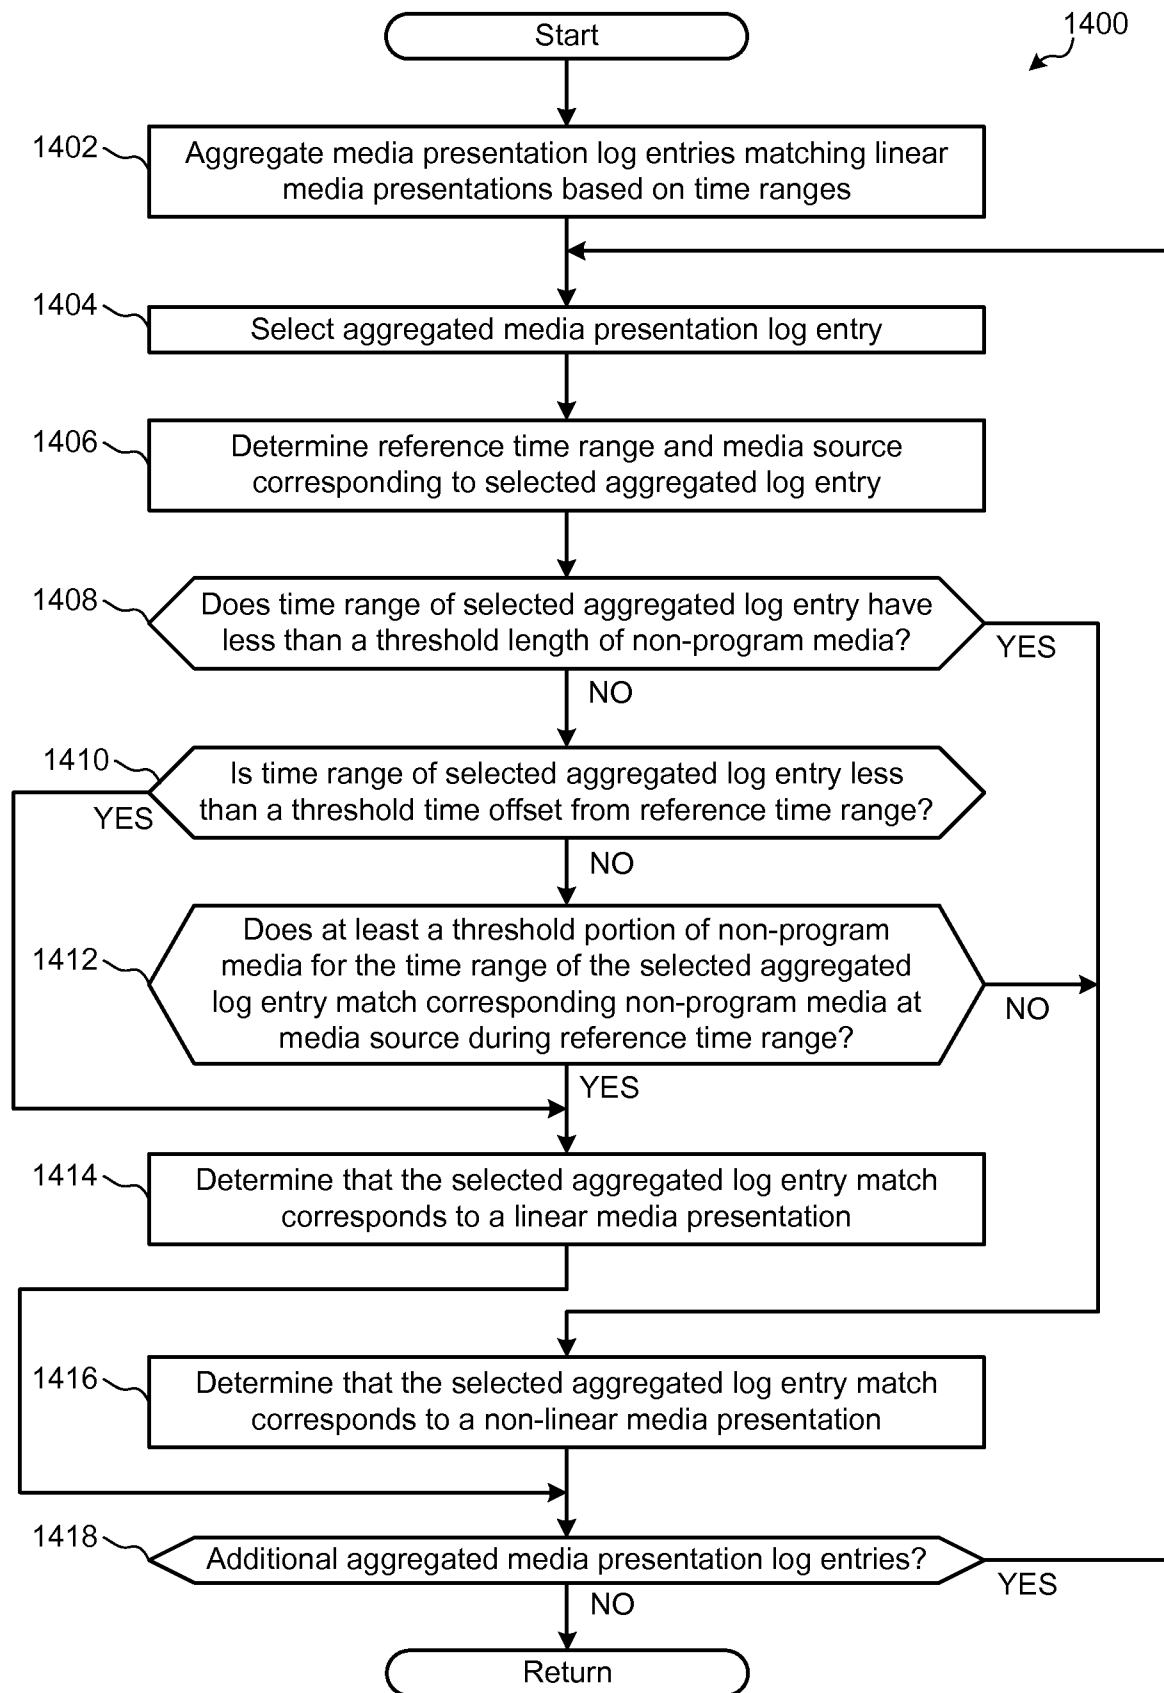 Start
1400
1402
Aggregate media presentation log entries matching linear
media presentations based on time ranges
1404
Select aggregated media presentation log entry
1406
Determine reference time range and media source
corresponding to selected aggregated log entry
1408
Does time range of selected aggregated log entry have
less than a threshold length of non-program media?
YES
NO
1410
Is time range of selected aggregated log entry less
than a threshold time offset from reference time range?
YES
NO
1412
Does at least a threshold portion of non-program
media for the time range of the selected aggregated
log entry match corresponding non-program media at
media source during reference time range?
NO
YES
1414
Determine that the selected aggregated log entry match
corresponds to a linear media presentation
1416
Determine that the selected aggregated log entry match
corresponds to a non-linear media presentation
1418
Additional aggregated media presentation log entries?
YES
NO
Return